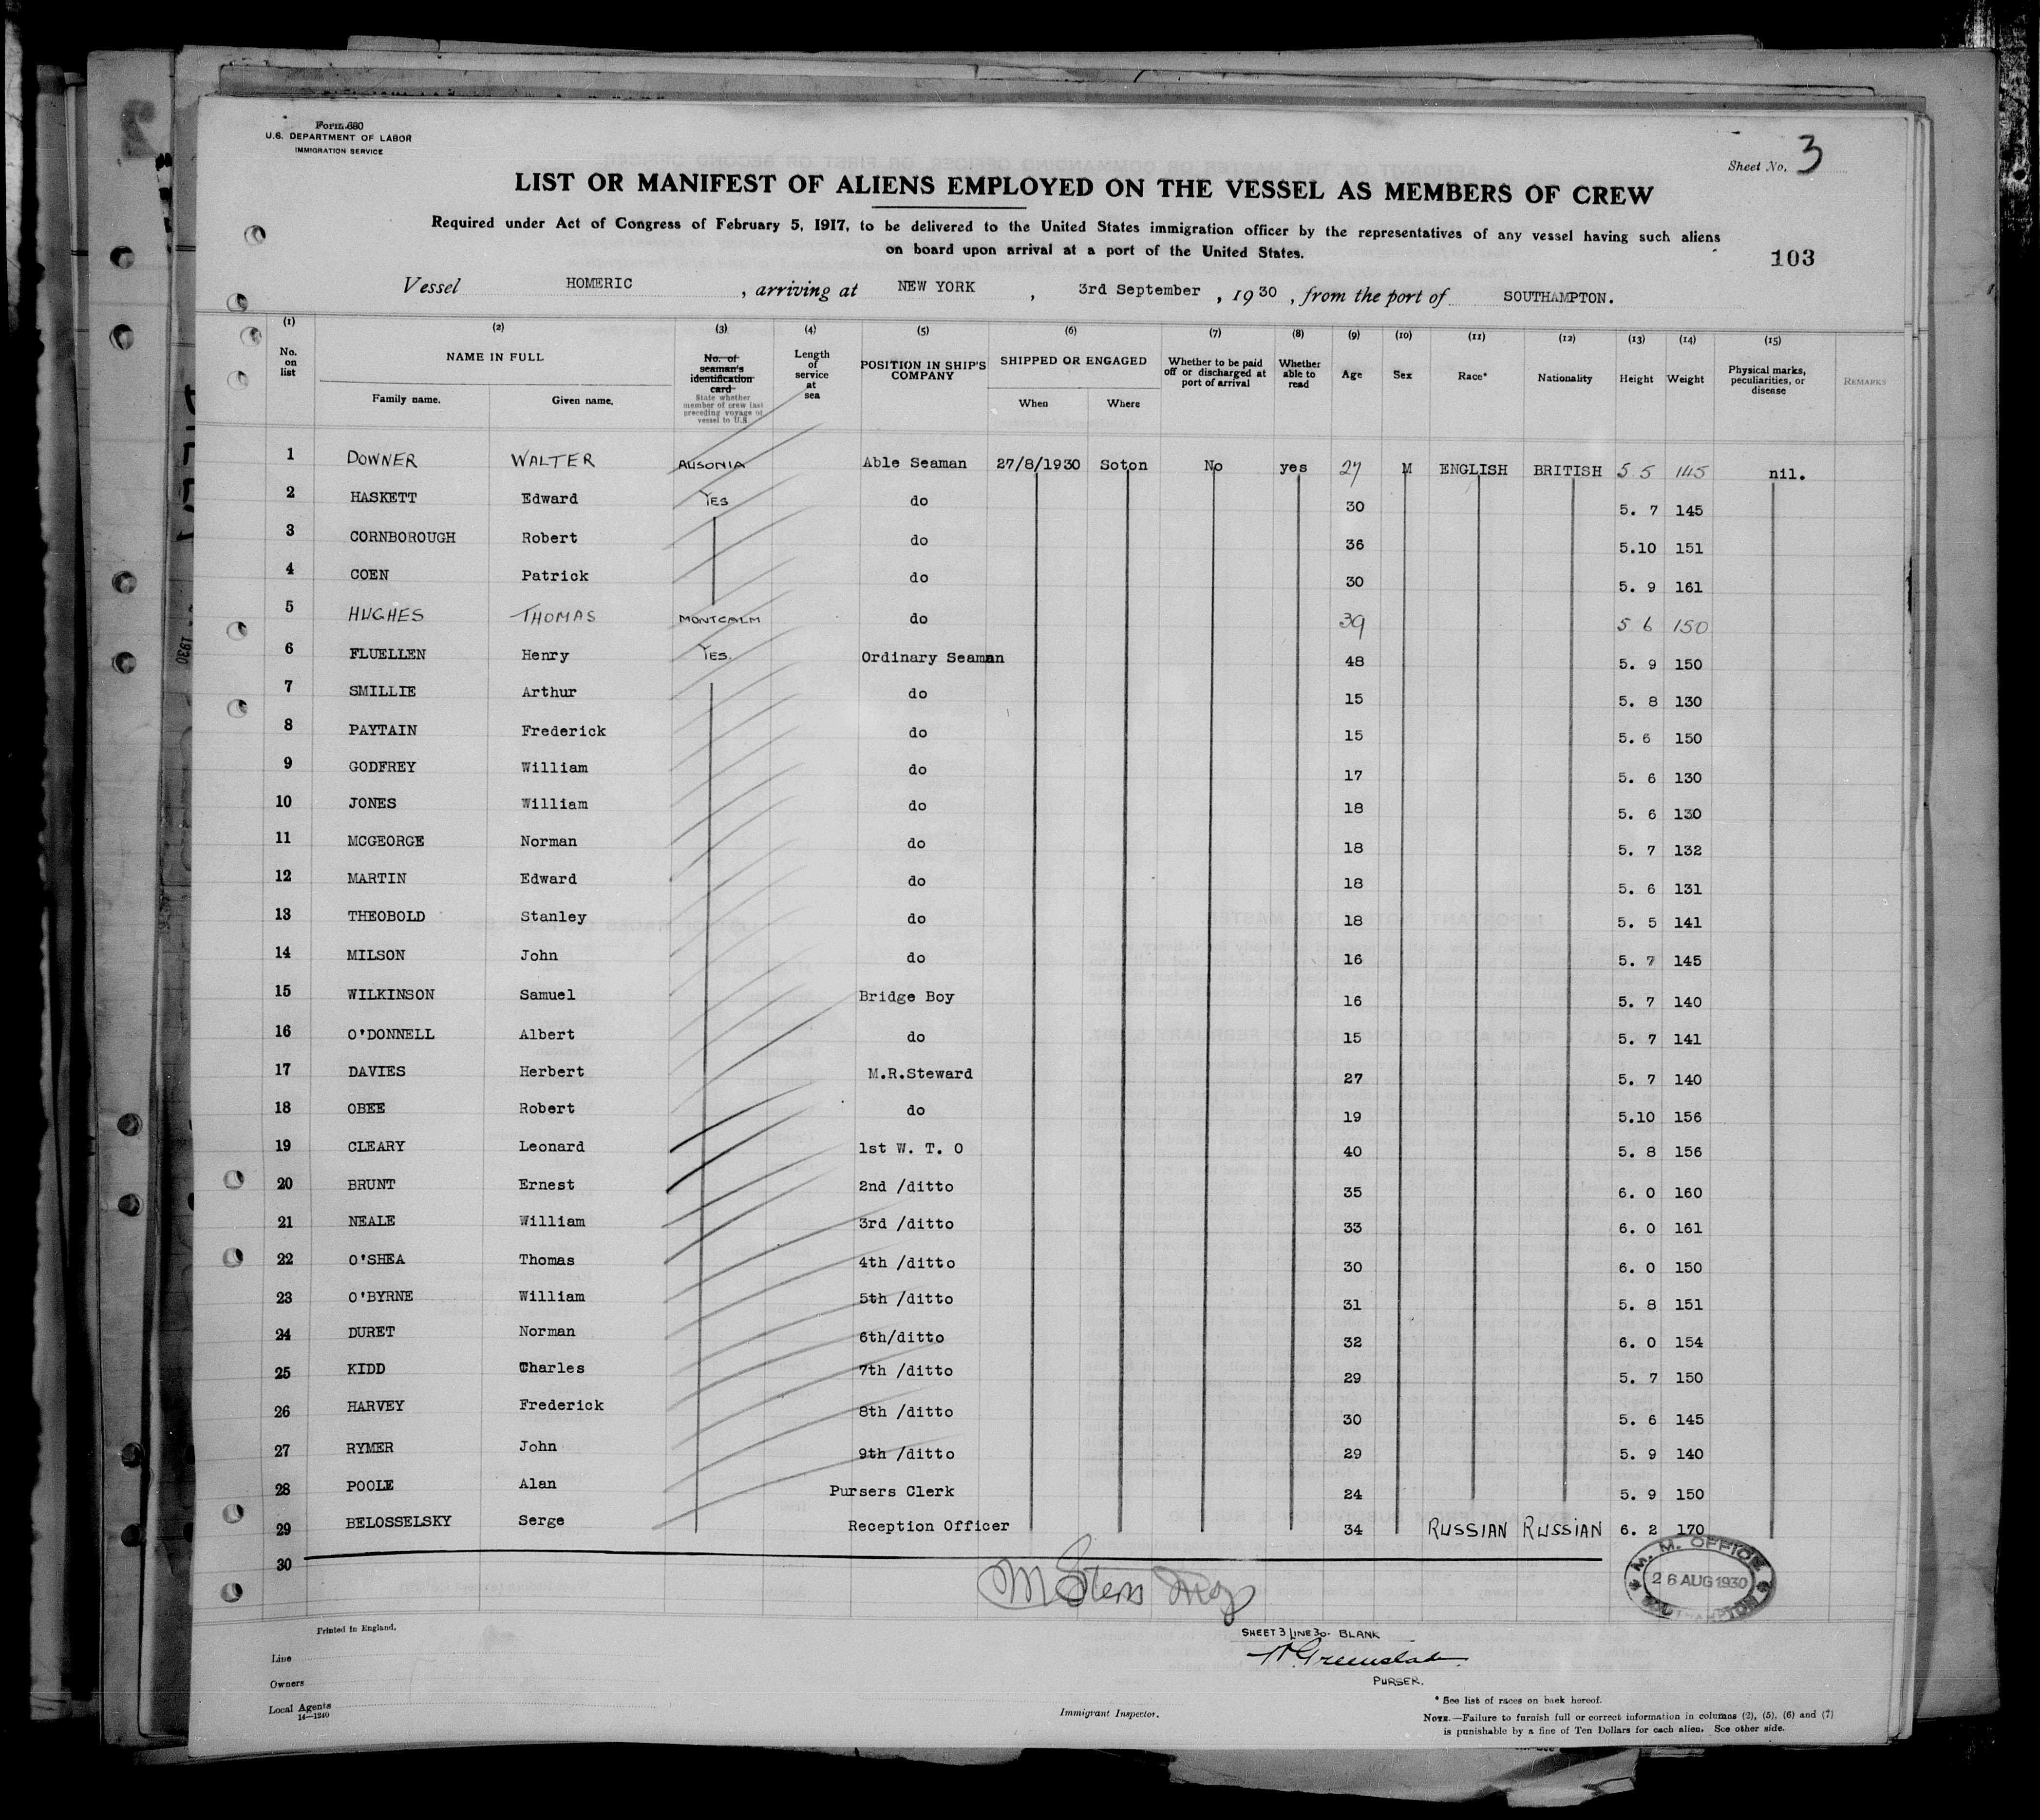 Form 680
U.S. DEPARTMENT OF LABOR
IMMIGRATION SERVICE
Sheet No. 3
LIST OR MANIFEST OF ALIENS EMPLOYED ON THE VESSEL AS MEMBERS OF CREW
Required under Act of Congress of February 5, 1917, to be delivered to the United States immigration officer by the representatives of any vessel having such aliens
on board upon arrival at a port of the United States.
103
Vessel HOMERIC , arriving at NEW YORK , 3rd September , 1930 , from the port of SOUTHAMPTON.
(1) (2) (3) (4) (5) (6) (7) (8) (9) (10) (11) (12) (13) (14) (15)
No. on list NAME IN FULL Family name. Given name. No. of seaman's identification card State whether member of crew last preceding voyage of vessel to U.S. Length of service at sea POSITION IN SHIP'S COMPANY SHIPPED OR ENGAGED When Where Whether to be paid off or discharged at port of arrival Whether able to read Age Sex Race* Nationality Height Weight Physical marks, peculiarities, or disease REMARKS
1 DOWNER WALTER AUSONIA Able Seaman 27/8/1930 Soton No yes 27 M ENGLISH BRITISH 5 5 145 nil.
2 HASKETT Edward YES do 30 5. 7 145
3 CORNBOROUGH Robert do 36 5.10 151
4 COEN Patrick do 30 5. 9 161
5 HUGHES THOMAS MONTCALM do 39 5 6 150
6 FLUELLEN Henry YES. Ordinary Seaman 48 5. 9 150
7 SMILLIE Arthur do 15 5. 8 130
8 PAYTAIN Frederick do 15 5. 6 150
9 GODFREY William do 17 5. 6 130
10 JONES William do 18 5. 6 130
11 MCGEORGE Norman do 18 5. 7 132
12 MARTIN Edward do 18 5. 6 131
13 THEOBOLD Stanley do 18 5. 5 141
14 MILSON John do 16 5. 7 145
15 WILKINSON Samuel Bridge Boy 16 5. 7 140
16 O'DONNELL Albert do 15 5. 7 141
17 DAVIES Herbert M.R.Steward 27 5. 7 140
18 OBEE Robert do 19 5.10 156
19 CLEARY Leonard 1st W. T. O 40 5. 8 156
20 BRUNT Ernest 2nd /ditto 35 6. 0 160
21 NEALE William 3rd /ditto 33 6. 0 161
22 O'SHEA Thomas 4th /ditto 30 6. 0 150
23 O'BYRNE William 5th /ditto 31 5. 8 151
24 DURET Norman 6th/ditto 32 6. 0 154
25 KIDD Charles 7th /ditto 29 5. 7 150
26 HARVEY Frederick 8th /ditto 30 5. 6 145
27 RYMER John 9th /ditto 29 5. 9 140
28 POOLE Alan Pursers Clerk 24 5. 9 150
29 BELOSSELSKY Serge Reception Officer 34 RUSSIAN RUSSIAN 6. 2 170
30
M. M. OFFICE
26 AUG 1930
SOUTHAMPTON
Printed in England.
SHEET 3 LINE 30. BLANK
PURSER.
Line
Owners
Local Agents
14—1240
Immigrant Inspector.
* See list of races on back hereof.
NOTE.—Failure to furnish full or correct information in columns (2), (5), (6) and (7)
is punishable by a fine of Ten Dollars for each alien. See other side.
1930